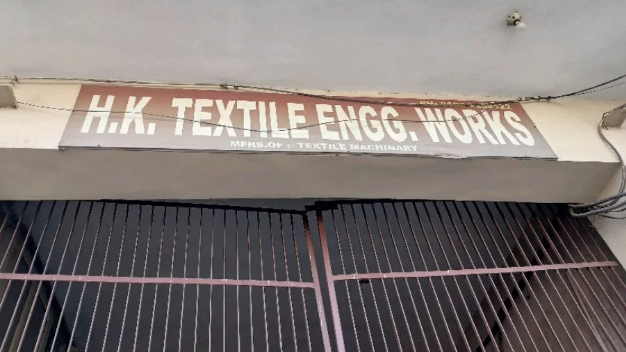 H.K. TEXTILE ENGG. WORKS
MFRS.OF :- TEXTILE MACHINARY